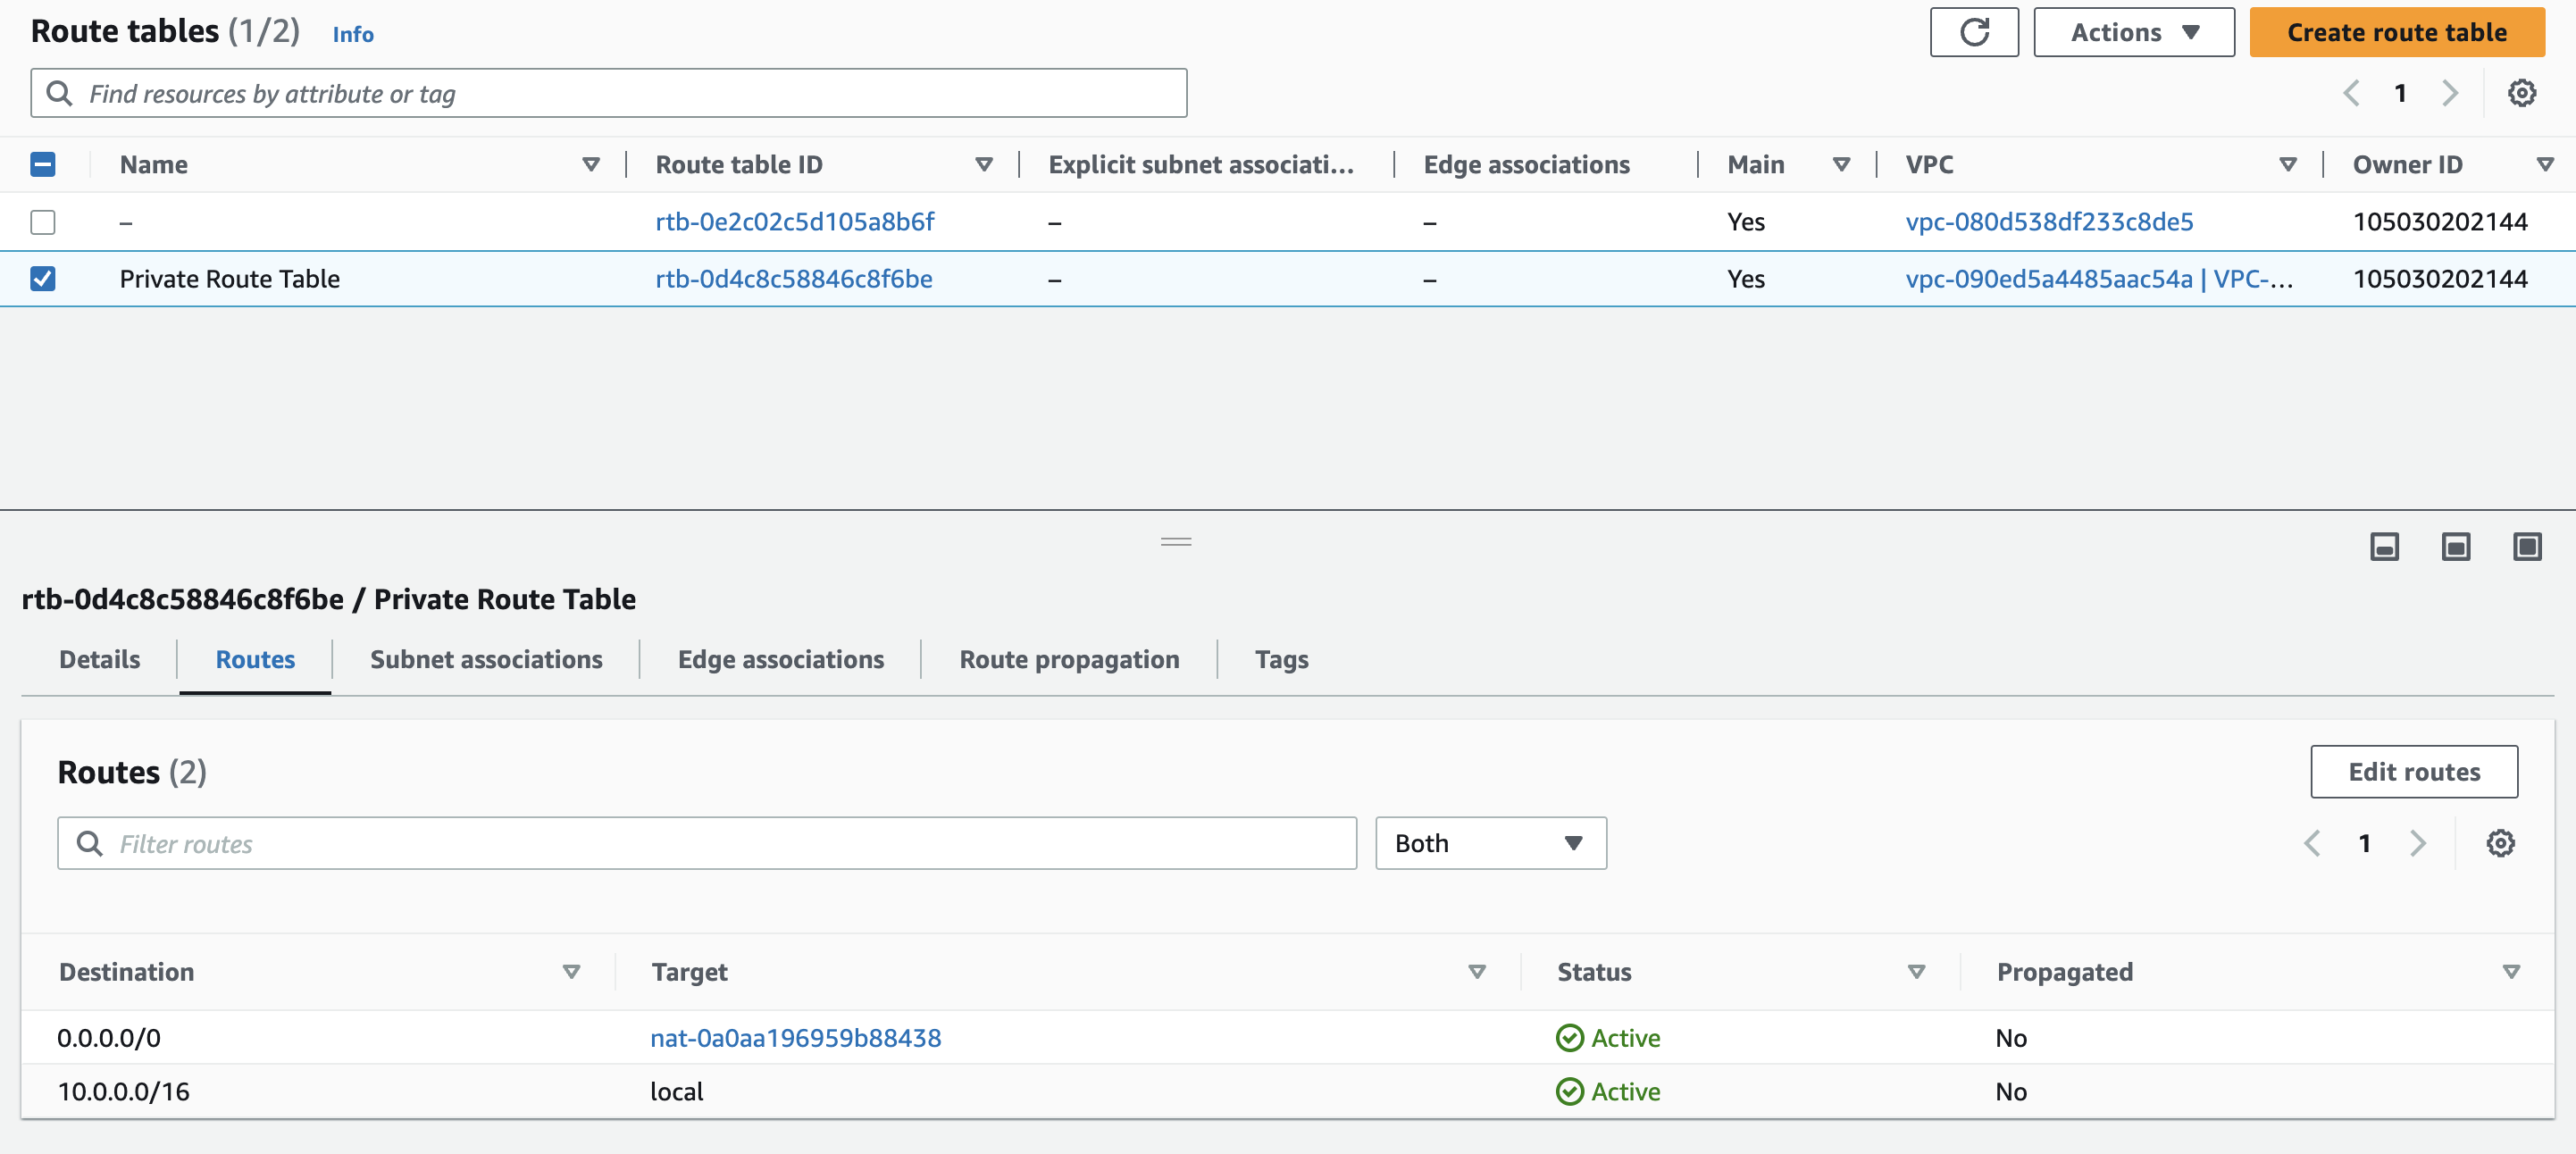 Route tables (1/2) Info
Actions
Create route table
Find resources by attribute or tag
1
Name Route table ID Explicit subnet associati... Edge associations Main VPC Owner ID
– rtb-0e2c02c5d105a8b6f – – Yes vpc-080d538df233c8de5 105030202144
Private Route Table rtb-0d4c8c58846c8f6be – – Yes vpc-090ed5a4485aac54a | VPC-... 105030202144
rtb-0d4c8c58846c8f6be / Private Route Table
Details Routes Subnet associations Edge associations Route propagation Tags
Routes (2)
Edit routes
Filter routes Both 1
Destination Target Status Propagated
0.0.0.0/0 nat-0a0aa196959b88438 Active No
10.0.0.0/16 local Active No